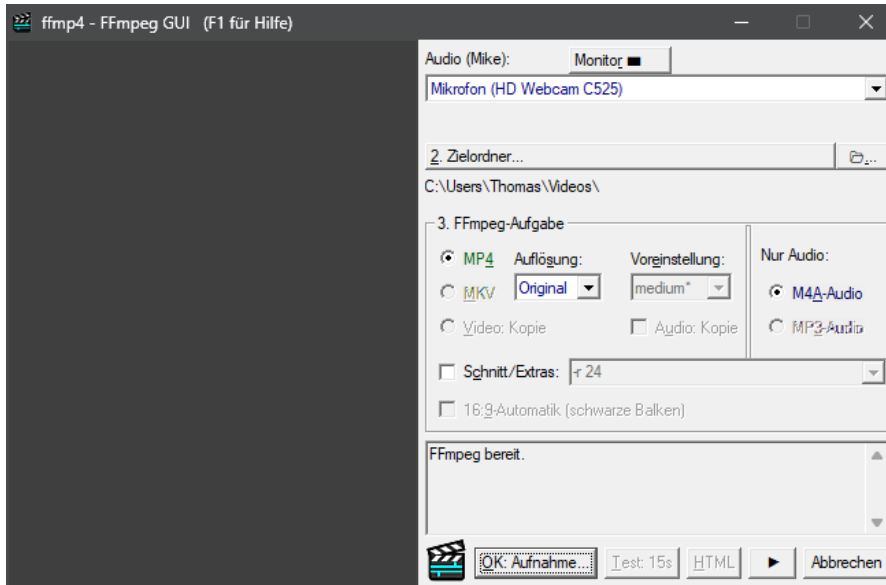 ffmp4 - FFmpeg GUI (F1 für Hilfe)
Audio (Mike): Monitor
Mikrofon (HD Webcam C525)
2. Zielordner... ...
C:\Users\Thomas\Videos\
3. FFmpeg-Aufgabe
MP4 Auflösung: Voreinstellung: Nur Audio:
MKV Original medium* M4A-Audio
Video: Kopie Audio: Kopie MP3-Audio
Schnitt/Extras: -r 24
16:9-Automatik (schwarze Balken)
FFmpeg bereit.
OK: Aufnahme... Test: 15s HTML Abbrechen